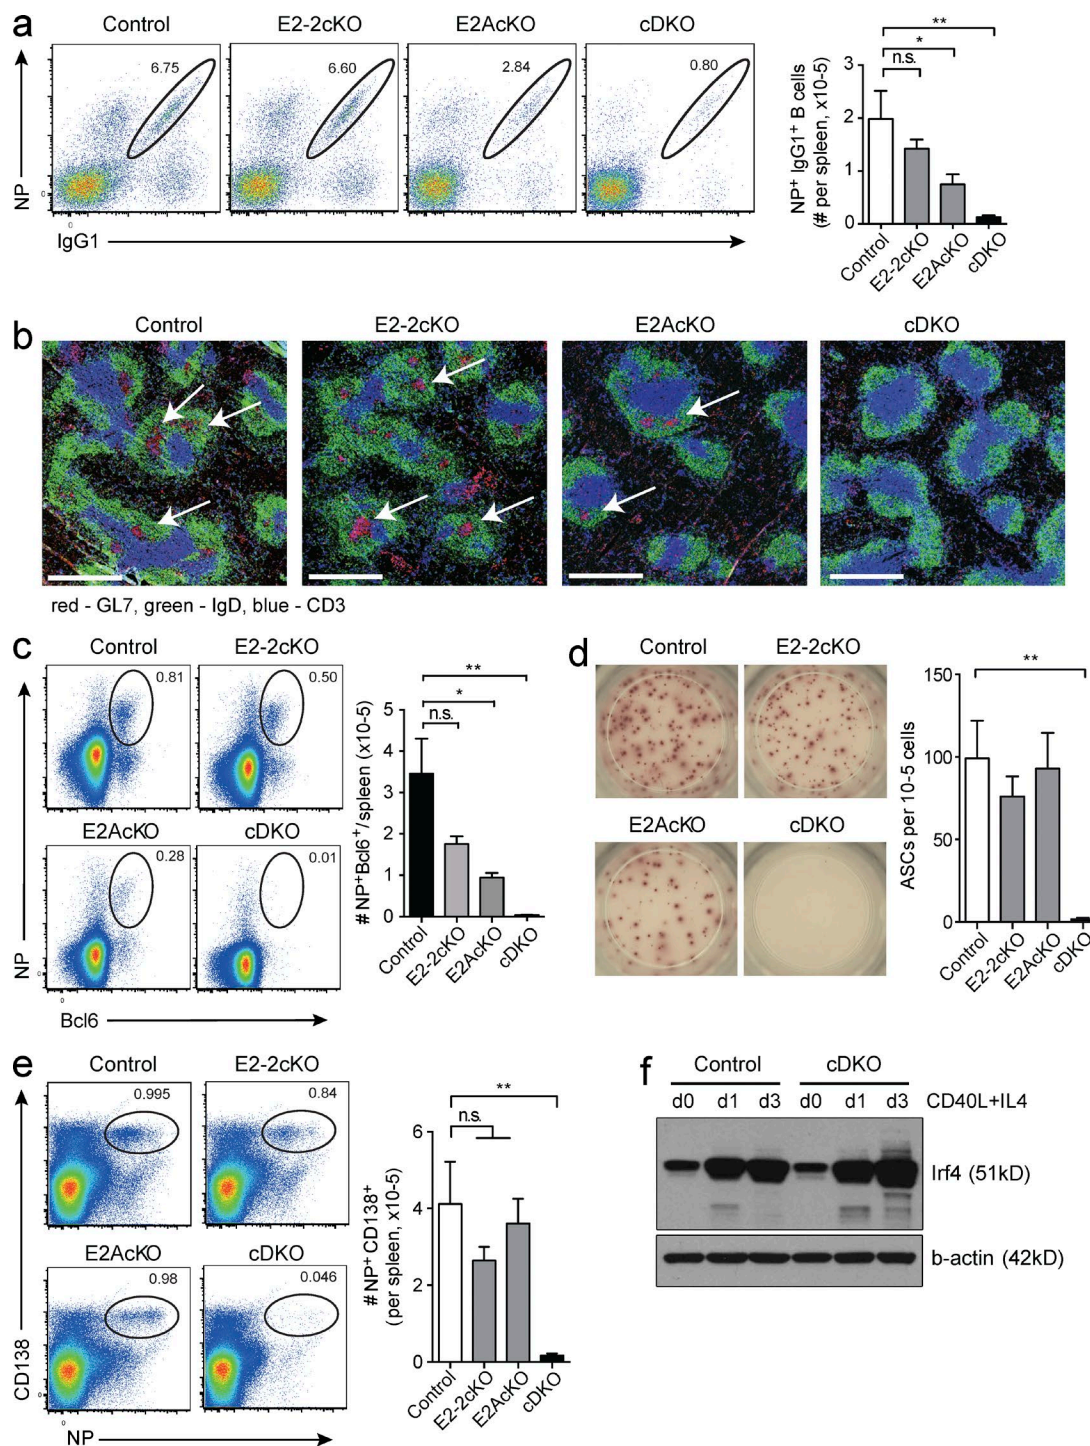 a
Control
E2-2cKO
E2AcKO
cDKO
6.75
6.60
2.84
0.80
NP
0
0
IgG1
**
*
n.s.
NP+ IgG1+ B cells
(# per spleen, x10-5)
3
2
1
0
Control
E2-2cKO
E2AcKO
cDKO
b
Control
E2-2cKO
E2AcKO
cDKO
red - GL7, green - IgD, blue - CD3
c
Control
E2-2cKO
0.81
0.50
E2AcKO
cDKO
0.28
0.01
NP
0
0
Bcl6
**
*
n.s.
# NP+Bcl6+/spleen (x10-5)
5
4
3
2
1
0
Control
E2-2cKO
E2AcKO
cDKO
d
Control
E2-2cKO
E2AcKO
cDKO
**
ASCs per 10-5 cells
150
100
50
0
Control
E2-2cKO
E2AcKO
cDKO
e
Control
E2-2cKO
0.995
0.84
E2AcKO
cDKO
0.98
0.046
CD138
0
0
NP
**
n.s.
# NP+ CD138+
(per spleen, x10-5)
6
4
2
0
Control
E2-2cKO
E2AcKO
cDKO
f
Control
cDKO
d0 d1 d3 d0 d1 d3 CD40L+IL4
Irf4 (51kD)
b-actin (42kD)